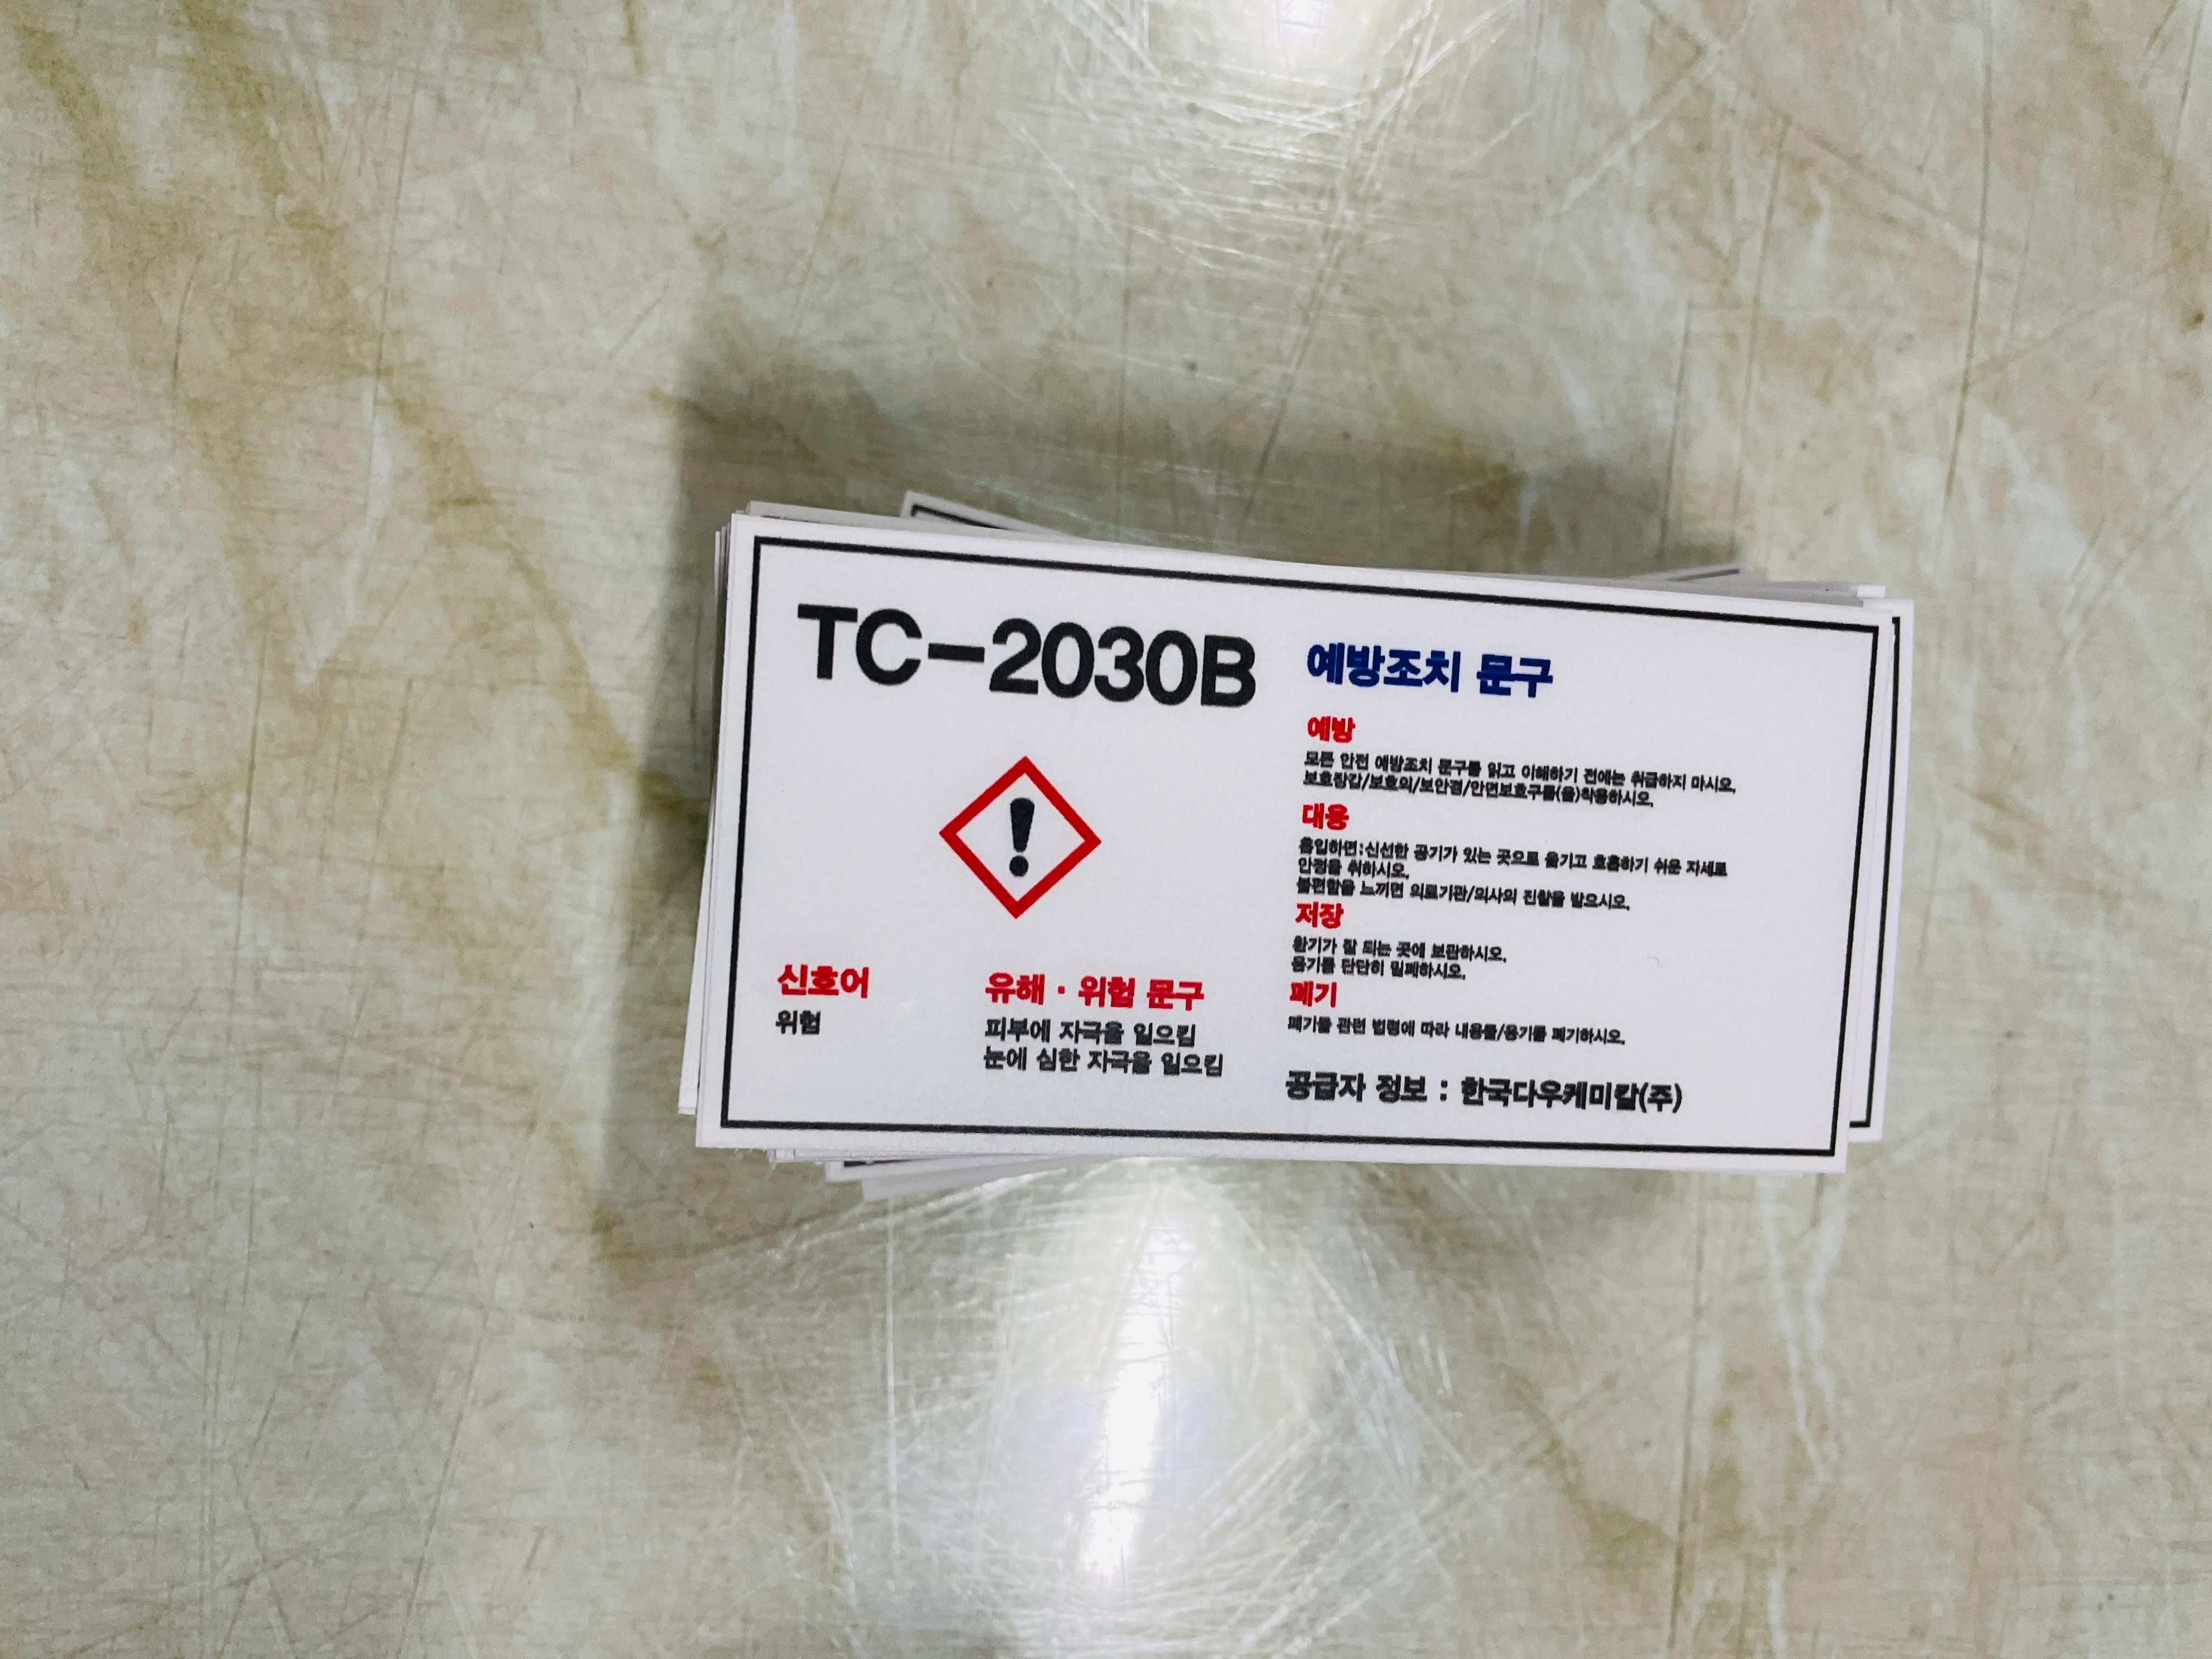 TC-2030B
신호어
위험
유해 · 위험 문구
피부에 자극을 일으킴
눈에 심한 자극을 일으킴
예방조치 문구
예방
모든 안전 예방조치 문구를 읽고 이해하기 전에는 취급하지 마시오.
보호장갑/보호의/보안경/안면보호구를(을)착용하시오.
대응
흡입하면:신선한 공기가 있는 곳으로 옮기고 호흡하기 쉬운 자세로
안정을 취하시오.
불편함을 느끼면 의료기관/의사의 진찰을 받으시오.
저장
환기가 잘 되는 곳에 보관하시오.
용기를 단단히 밀폐하시오.
폐기
폐기물 관련 법령에 따라 내용물/용기를 폐기하시오.
공급자 정보 : 한국다우케미칼(주)